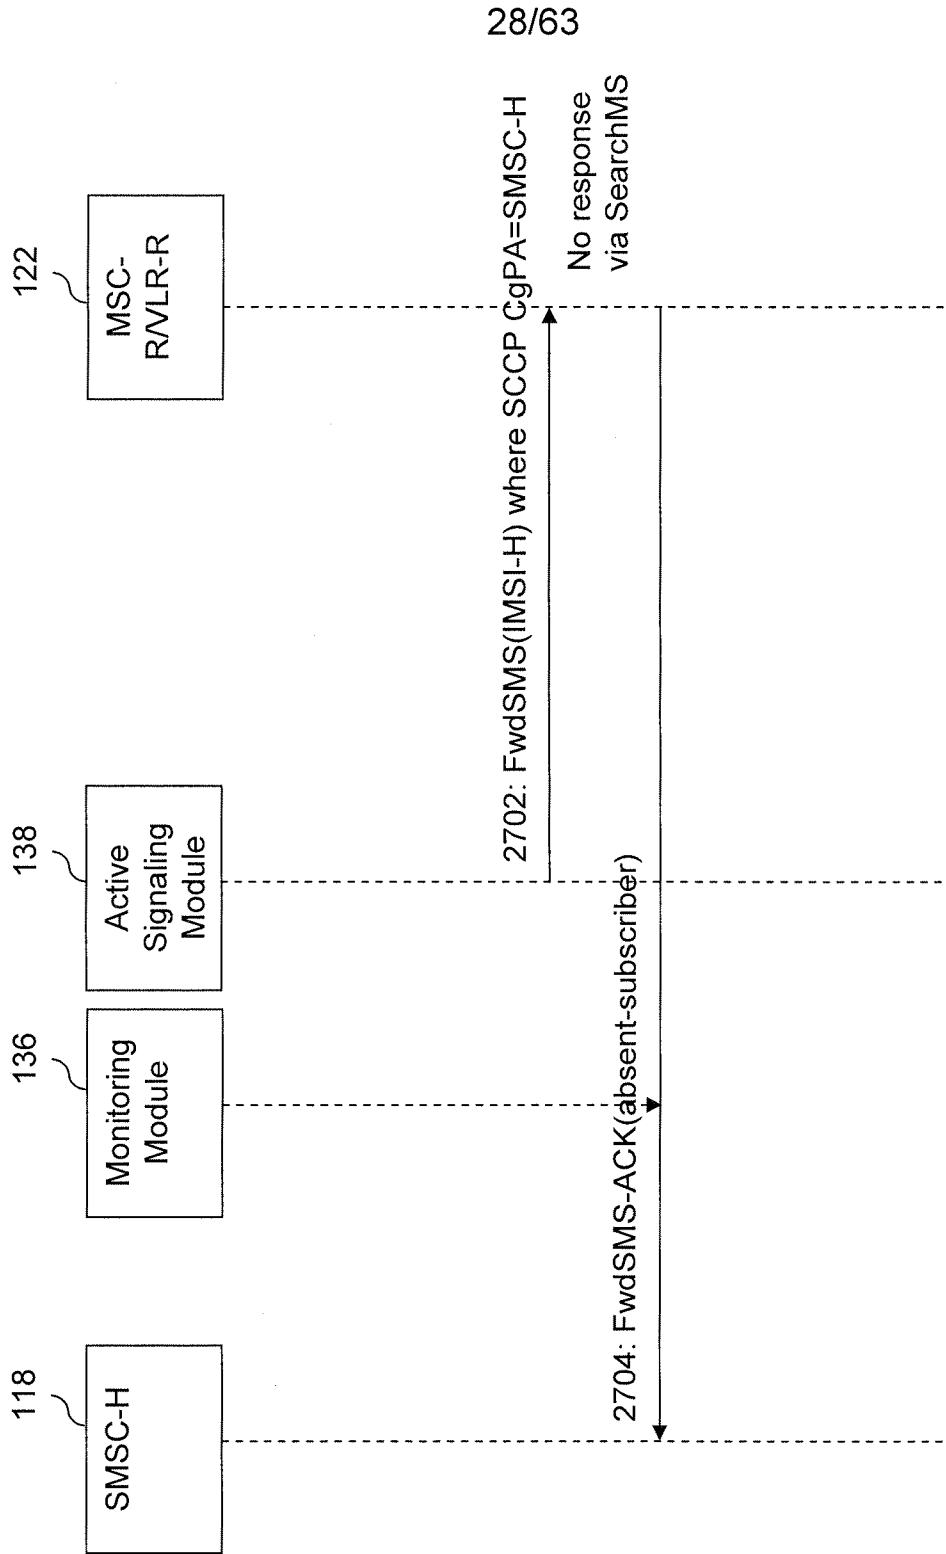 28/63
118
SMSC-H
136
Monitoring
Module
138
Active
Signaling
Module
122
MSC-
R/VLR-R
2702: FwdSMS(IMSI-H) where SCCP CgPA=SMSC-H
No response
via SearchMS
2704: FwdSMS-ACK(absent-subscriber)